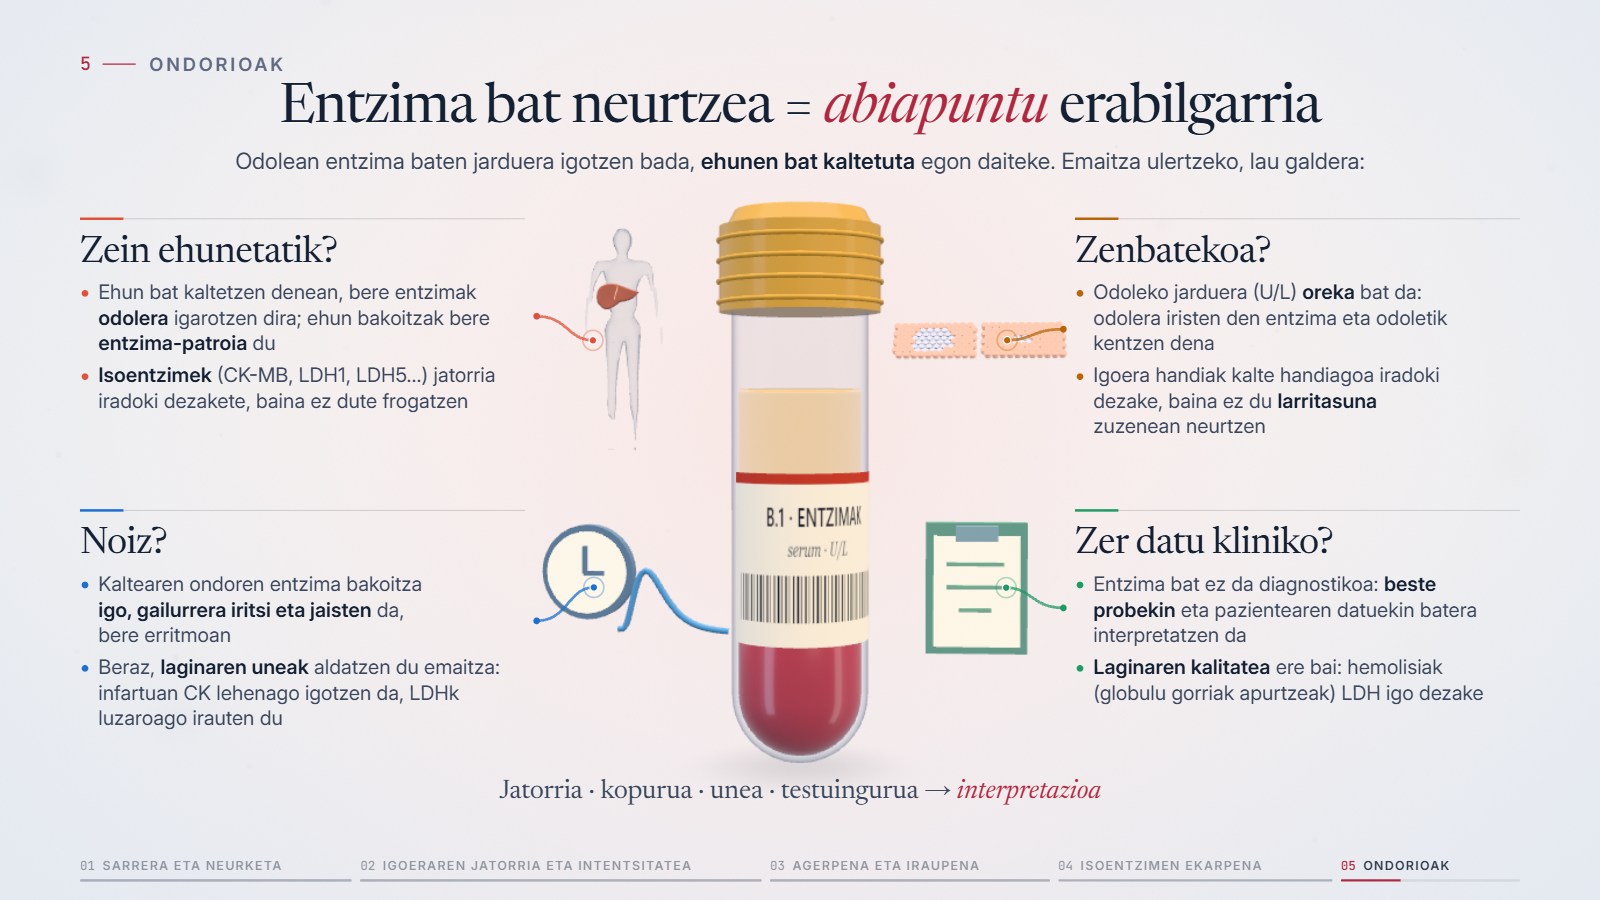 5 — ONDORIOAK
Entzima bat neurtzea = abiapuntu erabilgarria
Odolean entzima baten jarduera igotzen bada, ehunen bat kaltetuta egon daiteke. Emaitza ulertzeko, lau galdera:
Zein ehunetatik?
• Ehun bat kaltetzen denean, bere entzimak
odolera igarotzen dira; ehun bakoitzak bere
entzima-patroia du
• Isoentzimek (CK-MB, LDH1, LDH5...) jatorria
iradoki dezakete, baina ez dute frogatzen
Zenbatekoa?
• Odoleko jarduera (U/L) oreka bat da:
odolera iristen den entzima eta odoletik
kentzen dena
• Igoera handiak kalte handiagoa iradoki
dezake, baina ez du larritasuna
zuzenean neurtzen
Noiz?
• Kaltearen ondoren entzima bakoitza
igo, gailurrera iritsi eta jaisten da,
bere erritmoan
• Beraz, laginaren uneak aldatzen du emaitza:
infartuan CK lehenago igotzen da, LDHk
luzaroago irauten du
B.1 · ENTZIMAK
serum · U/L
Zer datu kliniko?
• Entzima bat ez da diagnostikoa: beste
probekin eta pazientearen datuekin batera
interpretatzen da
• Laginaren kalitatea ere bai: hemolisiak
(globulu gorriak apurtzeak) LDH igo dezake
Jatorria · kopurua · unea · testuingurua → interpretazioa
01 SARRERA ETA NEURKETA
02 IGOERAREN JATORRIA ETA INTENTSITATEA
03 AGERPENA ETA IRAUPENA
04 ISOENTZIMEN EKARPENA
05 ONDORIOAK